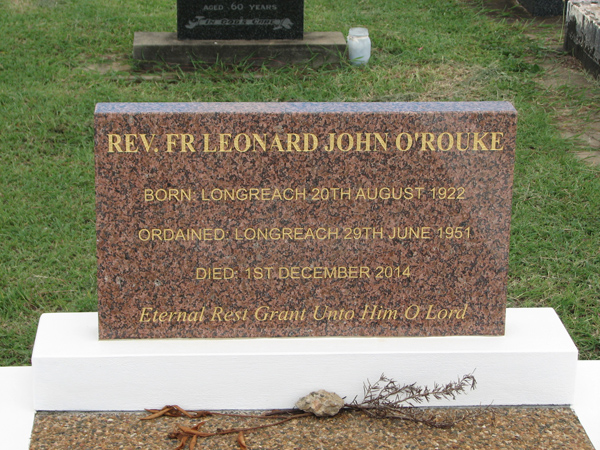 AGED 60 YEARS
REV. FR LEONARD JOHN O'ROUKE
BORN: LONGREACH 20TH AUGUST 1922
ORDAINED: LONGREACH 29TH JUNE 1951
DIED: 1ST DECEMBER 2014
Eternal Rest Grant Unto Him O Lord